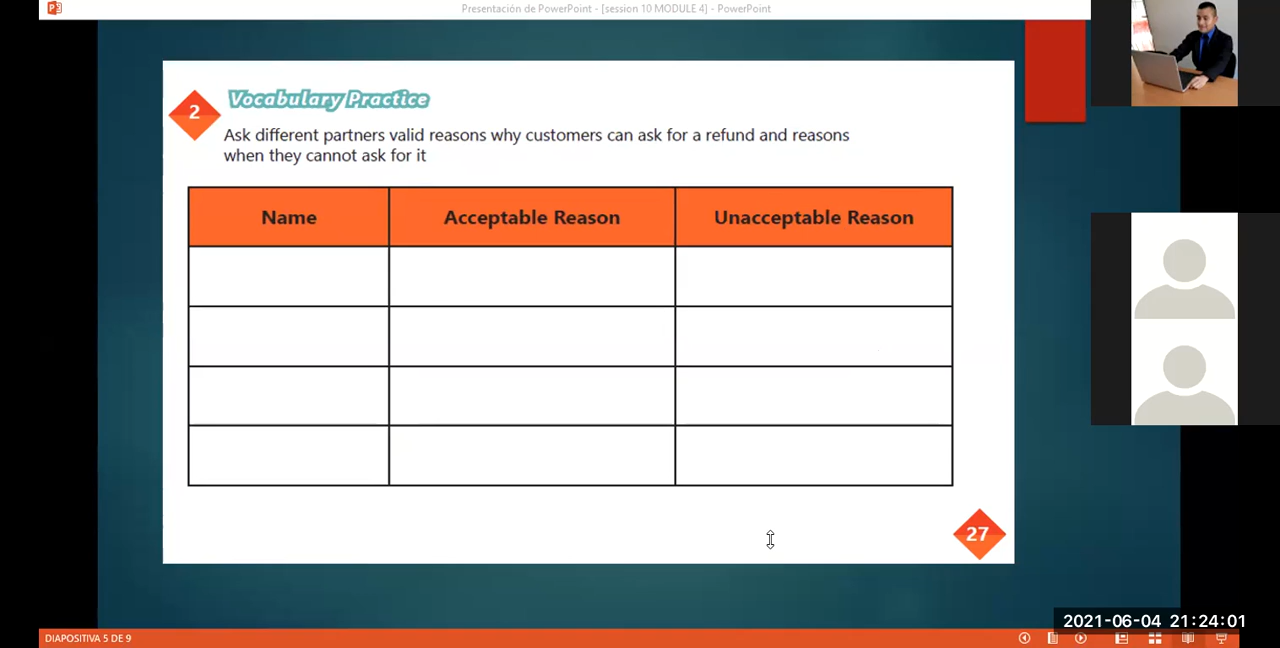 Presentación de PowerPoint - [session 10 MODULE 4] - PowerPoint
2
Vocabulary Practice
Ask different partners valid reasons why customers can ask for a refund and reasons
when they cannot ask for it
Name
Acceptable Reason
Unacceptable Reason
27
2021-06-04 21:24:01
DIAPOSITIVA 5 DE 9